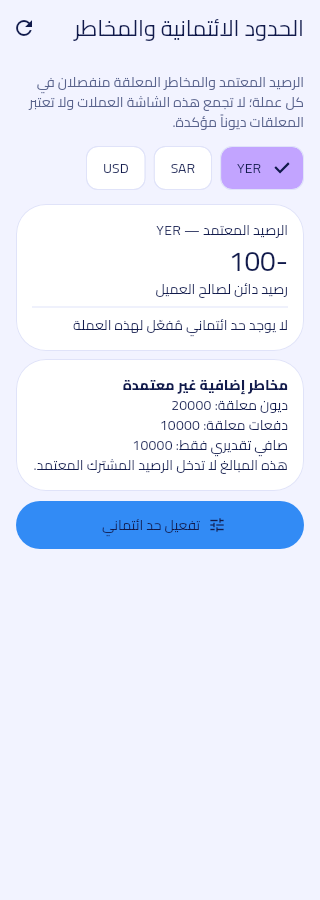 الحدود الائتمانية والمخاطر
الرصيد المعتمد والمخاطر المعلقة منفصلان في
كل عملة؛ لا تجمع هذه الشاشة العملات ولا تعتبر
المعلقات ديوناً مؤكدة.
YER
SAR
USD
الرصيد المعتمد — YER
-100
رصيد دائن لصالح العميل
لا يوجد حد ائتماني مُفعّل لهذه العملة
مخاطر إضافية غير معتمدة
ديون معلقة: 20000
دفعات معلقة: 10000
صافي تقديري فقط: 10000
هذه المبالغ لا تدخل الرصيد المشترك المعتمد.
تفعيل حد ائتماني